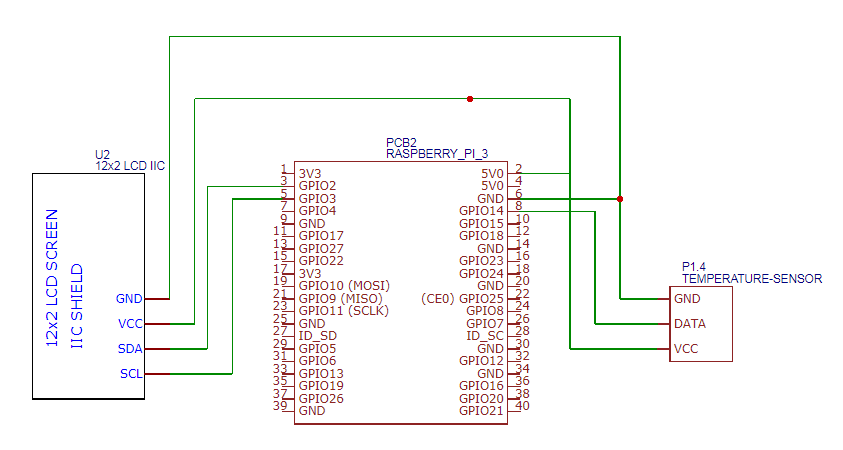 PCB2
RASPBERRY_PI_3
U2
12x2 LCD IIC
12x2 LCD SCREEN
IIC SHIELD
GND
VCC
SDA
SCL
1 3V3 5V0 2
3 GPIO2 5V0 4
5 GPIO3 GND 6
7 GPIO4 GPIO14 8
9 GND GPIO15 10
11 GPIO17 GPIO18 12
13 GPIO27 GND 14
15 GPIO22 GPIO23 16
17 3V3 GPIO24 18
19 GPIO10 (MOSI) GND 20
21 GPIO9 (MISO) (CE0) GPIO25 22
23 GPIO11 (SCLK) GPIO8 24
25 GND GPIO7 26
27 ID_SD ID_SC 28
29 GPIO5 GND 30
31 GPIO6 GPIO12 32
33 GPIO13 GND 34
35 GPIO19 GPIO16 36
37 GPIO26 GPIO20 38
39 GND GPIO21 40
P1.4
TEMPERATURE-SENSOR
GND
DATA
VCC